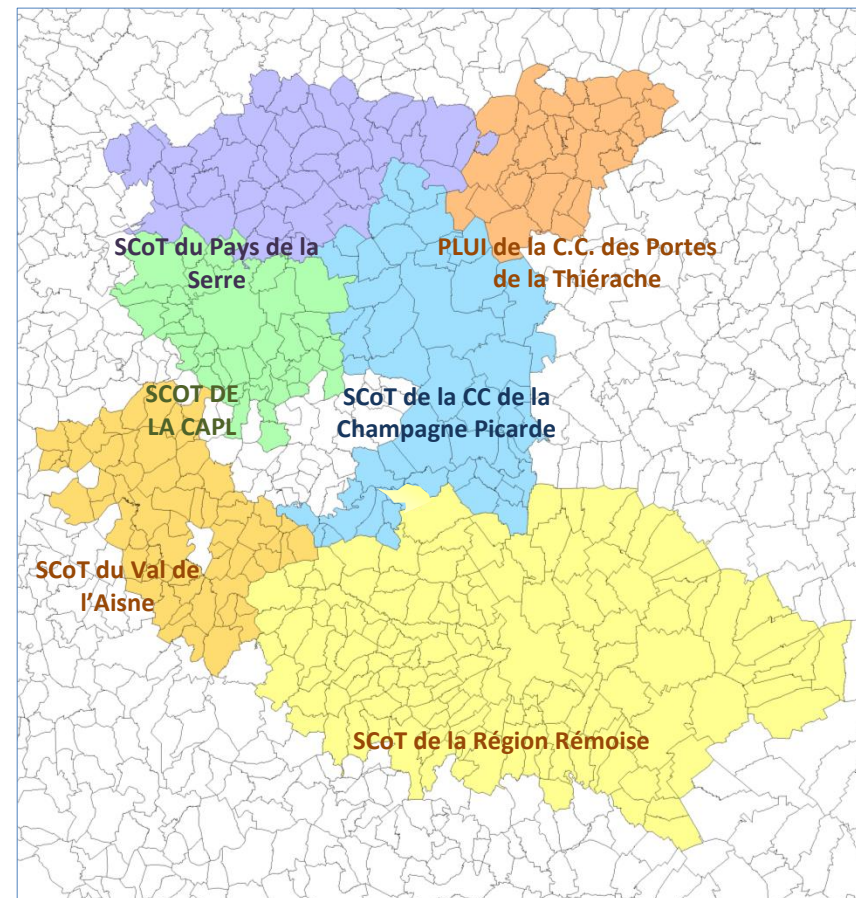 SCoT du Pays de la
Serre
PLUI de la C.C. des Portes
de la Thiérache
SCOT DE
LA CAPL
SCoT de la CC de la
Champagne Picarde
SCoT du Val de
l’Aisne
SCoT de la Région Rémoise